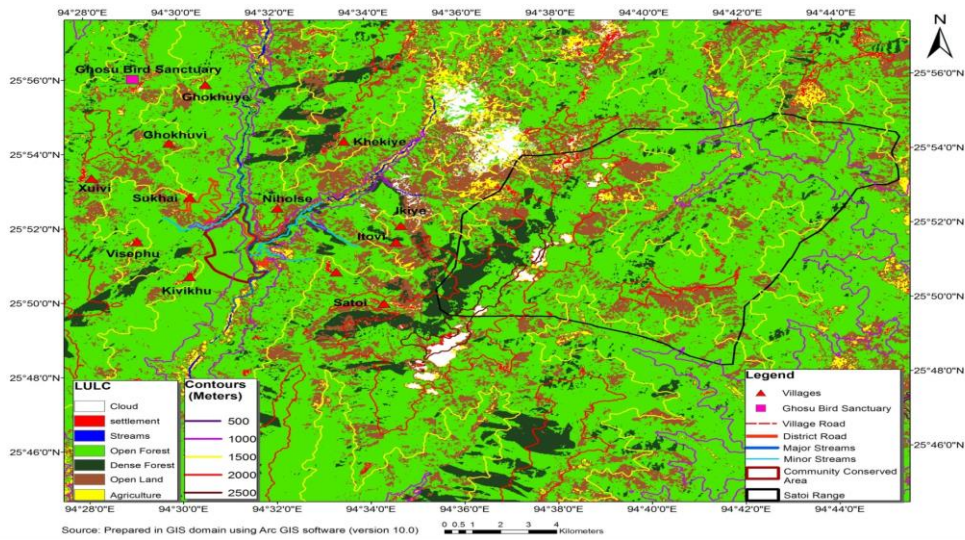 94°28'0"E 94°30'0"E 94°32'0"E 94°34'0"E 94°36'0"E 94°38'0"E 94°40'0"E 94°42'0"E 94°44'0"E
N
25°56'0"N
25°54'0"N
25°52'0"N
25°50'0"N
25°48'0"N
25°46'0"N
Ghosu Bird Sanctuary
Ghokhuye
Ghokhuvi
Khekiye
Xuivi
Sukhai
Niholse
Jkiye
Itovi
Visephu
Kivikhu
Satoi
25°56'0"N
25°54'0"N
25°52'0"N
25°50'0"N
25°48'0"N
25°46'0"N
LULC
Cloud
settlement
Streams
Open Forest
Dense Forest
Open Land
Agriculture
Contours
(Meters)
500
1000
1500
2000
2500
Legend
Villages
Ghosu Bird Sanctuary
Village Road
District Road
Major Streams
Minor Streams
Community Conserved
Area
Satoi Range
94°28'0"E 94°30'0"E 94°32'0"E 94°34'0"E 94°36'0"E 94°38'0"E 94°40'0"E 94°42'0"E 94°44'0"E
Source: Prepared in GIS domain using Arc GIS software (version 10.0)
0 0.5 1 2 3 4
Kilometers